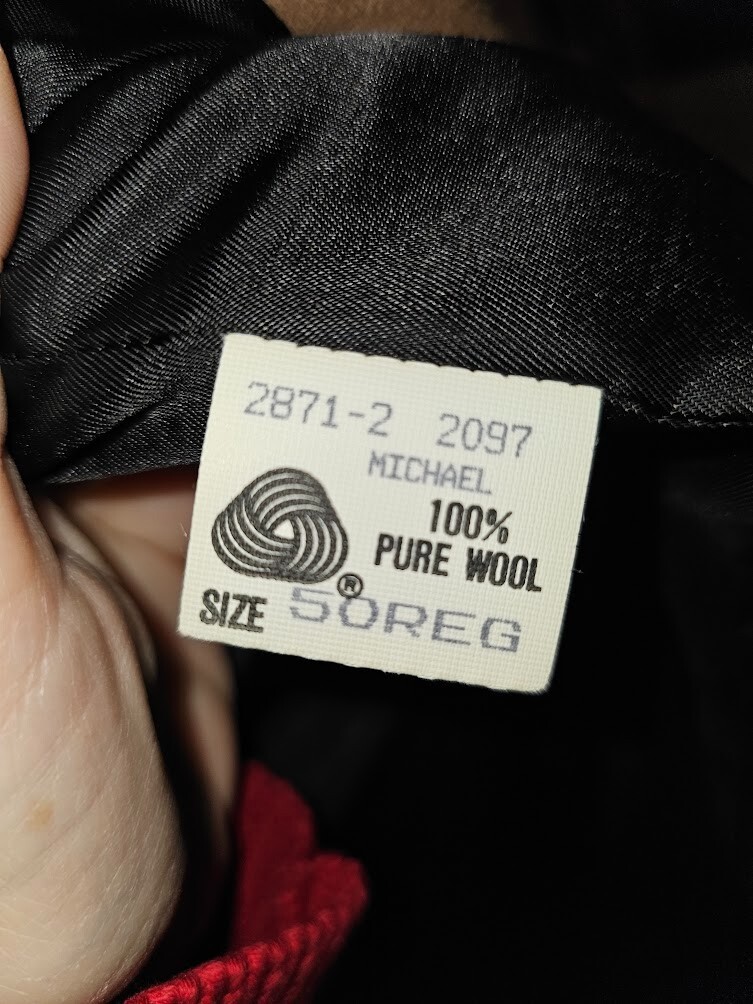 2871-2 2097
MICHAEL
100%
PURE WOOL
®
SIZE 50REG